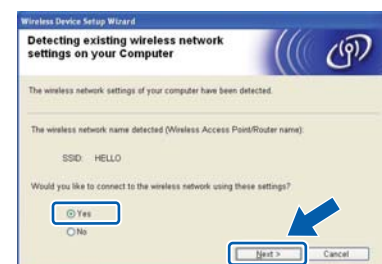 Wireless Device Setup Wizard
Detecting existing wireless network
settings on your Computer
The wireless network settings of your computer have been detected.
The wireless network name detected (Wireless Access Point/Router name):
SSID: HELLO
Would you like to connect to the wireless network using these settings?
Yes
No
Next >
Cancel